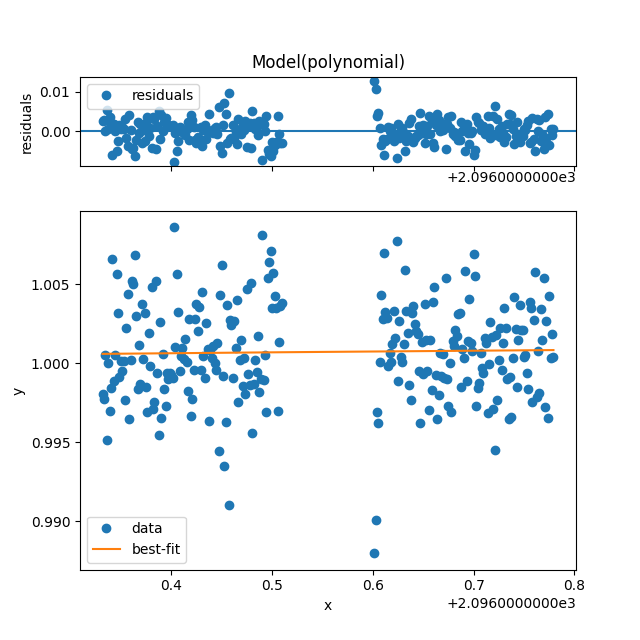 Model(polynomial)
0.01
0.00
residuals
residuals
+2.0960000000e3
1.005
1.000
0.995
0.990
y
data
best-fit
0.4 0.5 0.6 0.7 0.8
x
+2.0960000000e3